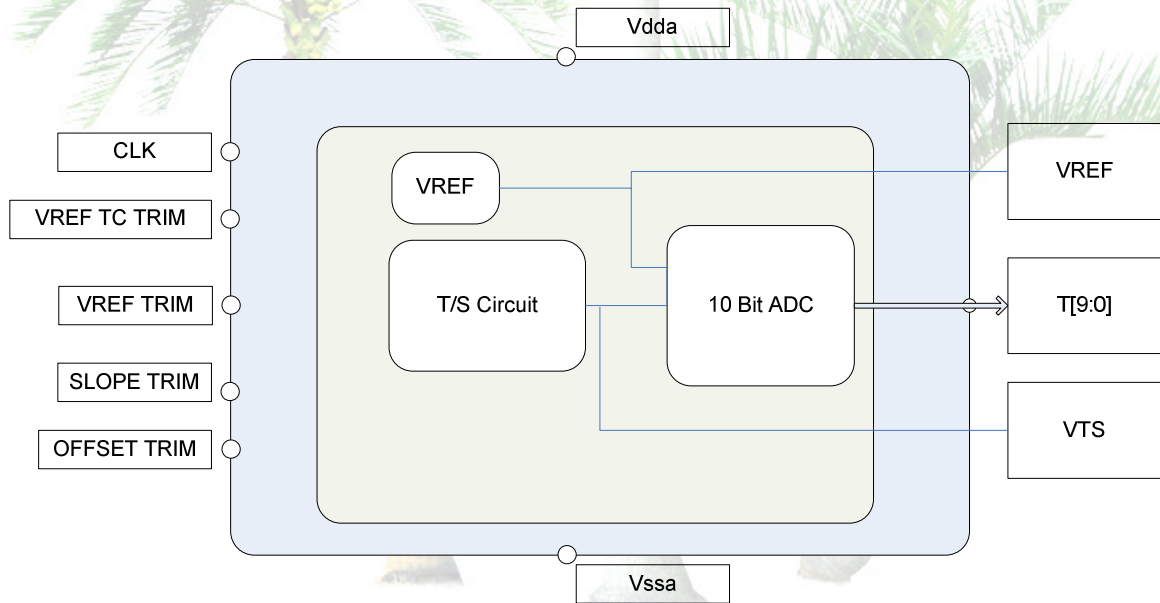 Vdda
CLK
VREF TC TRIM
VREF TRIM
SLOPE TRIM
OFFSET TRIM
VREF
T/S Circuit
10 Bit ADC
VREF
T[9:0]
VTS
Vssa